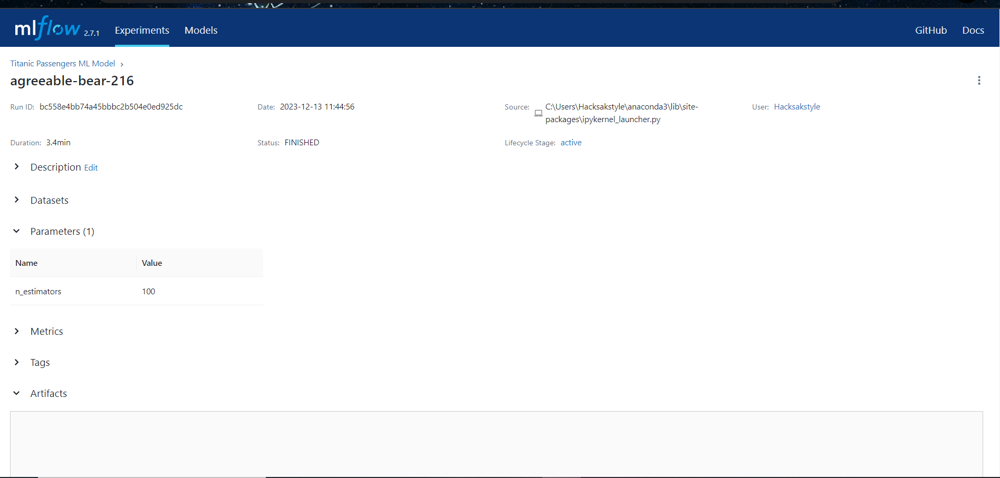 mlflow 2.7.1 Experiments Models GitHub Docs
Titanic Passengers ML Model >
agreeable-bear-216
Run ID: bc558e4bb74a45bbbc2b504e0ed925dc Date: 2023-12-13 11:44:56 Source: C:\Users\Hacksakstyle\anaconda3\lib\site- User: Hacksakstyle
packages\ipykernel_launcher.py
Duration: 3.4min Status: FINISHED Lifecycle Stage: active
Description Edit
Datasets
Parameters (1)
Name Value
n_estimators 100
Metrics
Tags
Artifacts